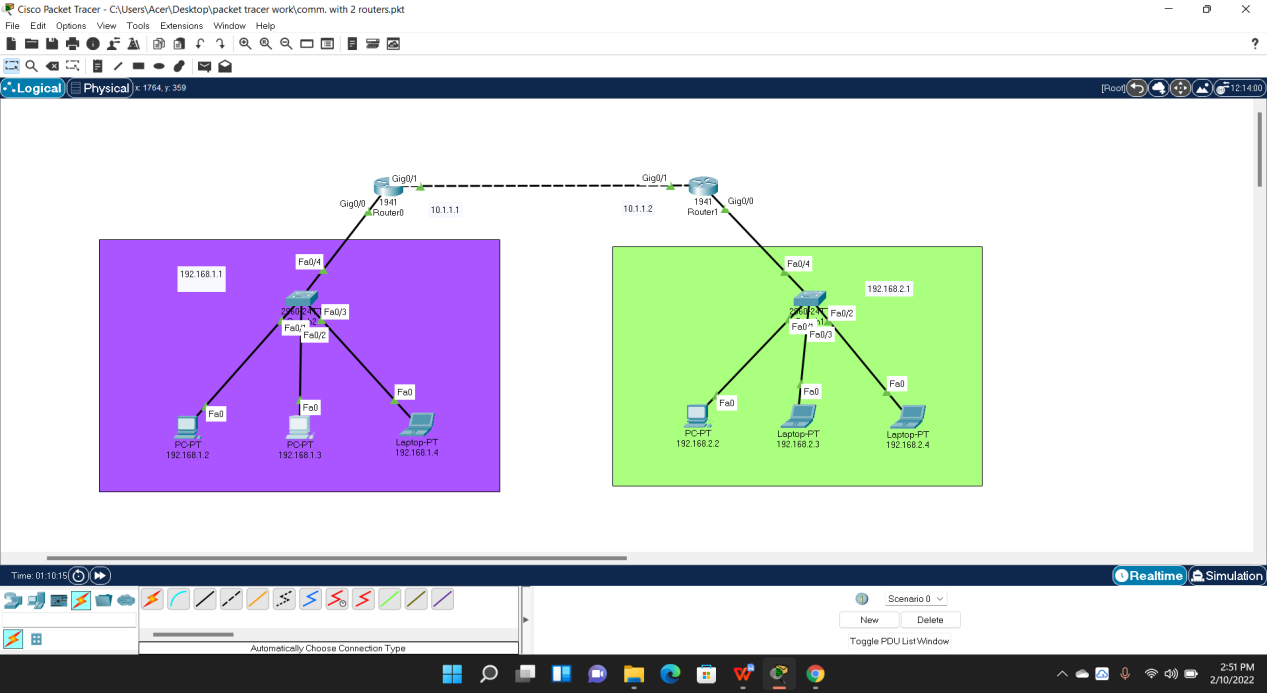 Cisco Packet Tracer - C:\Users\Acer\Desktop\packet tracer work\comm. with 2 routers.pkt
File Edit Options View Tools Extensions Window Help
?
Logical Physical x: 1764, y: 359 [Root] 12:14:00
Gig0/1 Gig0/1
Gig0/0 1941 1941 Gig0/0
Router0 10.1.1.1 10.1.1.2 Router1
Fa0/4 Fa0/4
192.168.1.1 192.168.2.1
Fa0/3 Fa0/2
Fa0/2 Fa0/3
Fa0 Fa0
Fa0 Fa0 Fa0 Fa0
PC-PT PC-PT Laptop-PT PC-PT Laptop-PT Laptop-PT
192.168.1.2 192.168.1.3 192.168.1.4 192.168.2.2 192.168.2.3 192.168.2.4
Time: 01:10:15 Realtime Simulation
Scenario 0
New Delete
Toggle PDU List Window
Automatically Choose Connection Type
2:51 PM
2/10/2022